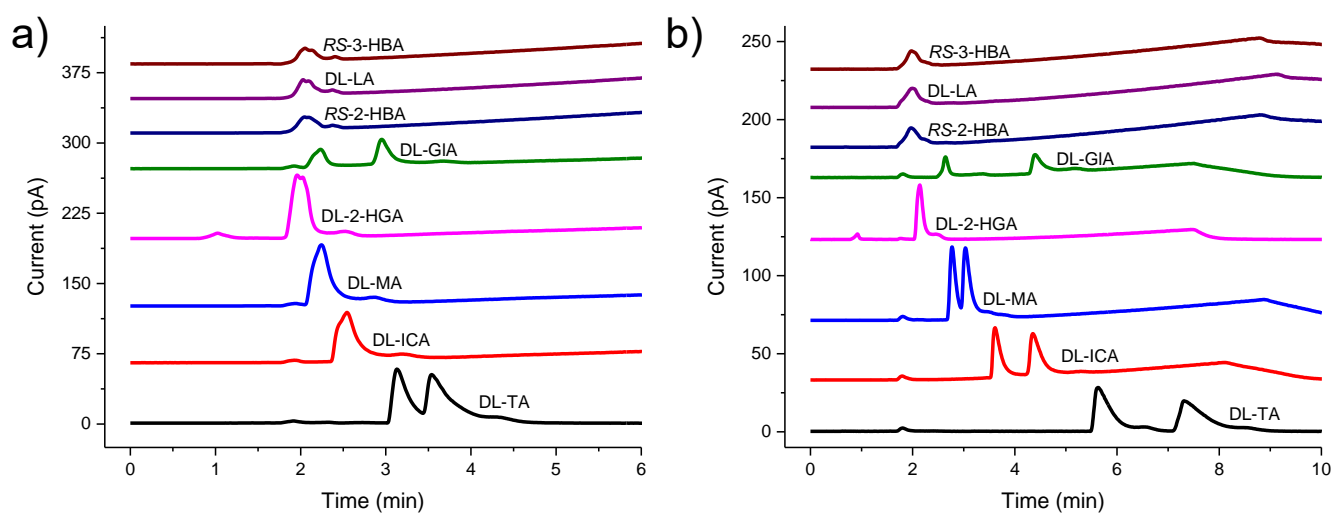 a)
Current (pA)
375
300
225
150
75
0
RS-3-HBA
DL-LA
RS-2-HBA
DL-GlA
DL-2-HGA
DL-MA
DL-ICA
DL-TA
0 1 2 3 4 5 6
Time (min)
b)
Current (pA)
250
200
150
100
50
0
RS-3-HBA
DL-LA
RS-2-HBA
DL-GlA
DL-2-HGA
DL-MA
DL-ICA
DL-TA
0 2 4 6 8 10
Time (min)